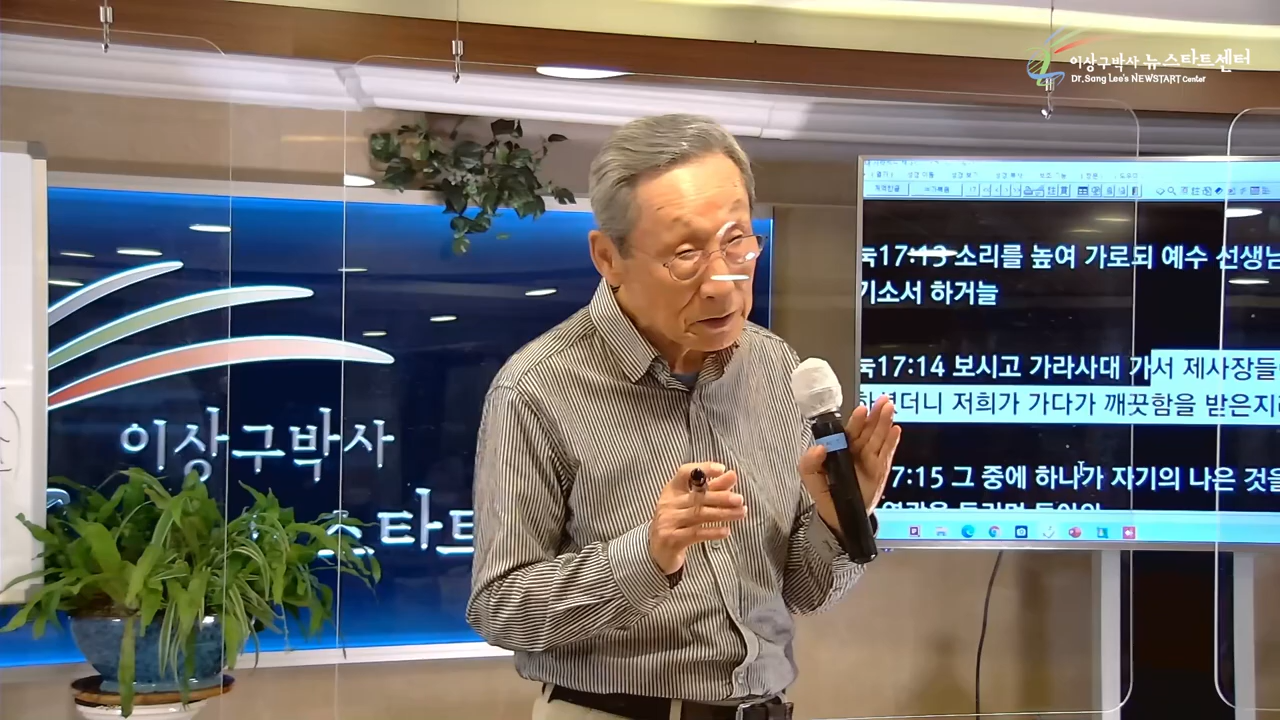 이상구박사 뉴스타트센터
Dr. Sang Lee's NEWSTART Center
이상구박사
스타트
눅17:13 소리를 높여 가로되 예수 선생님
기소서 하거늘
눅17:14 보시고 가라사대 가서 제사장들
하였더니 저희가 가다가 깨끗함을 받은지라
17:15 그 중에 하나가 자기의 나은 것을